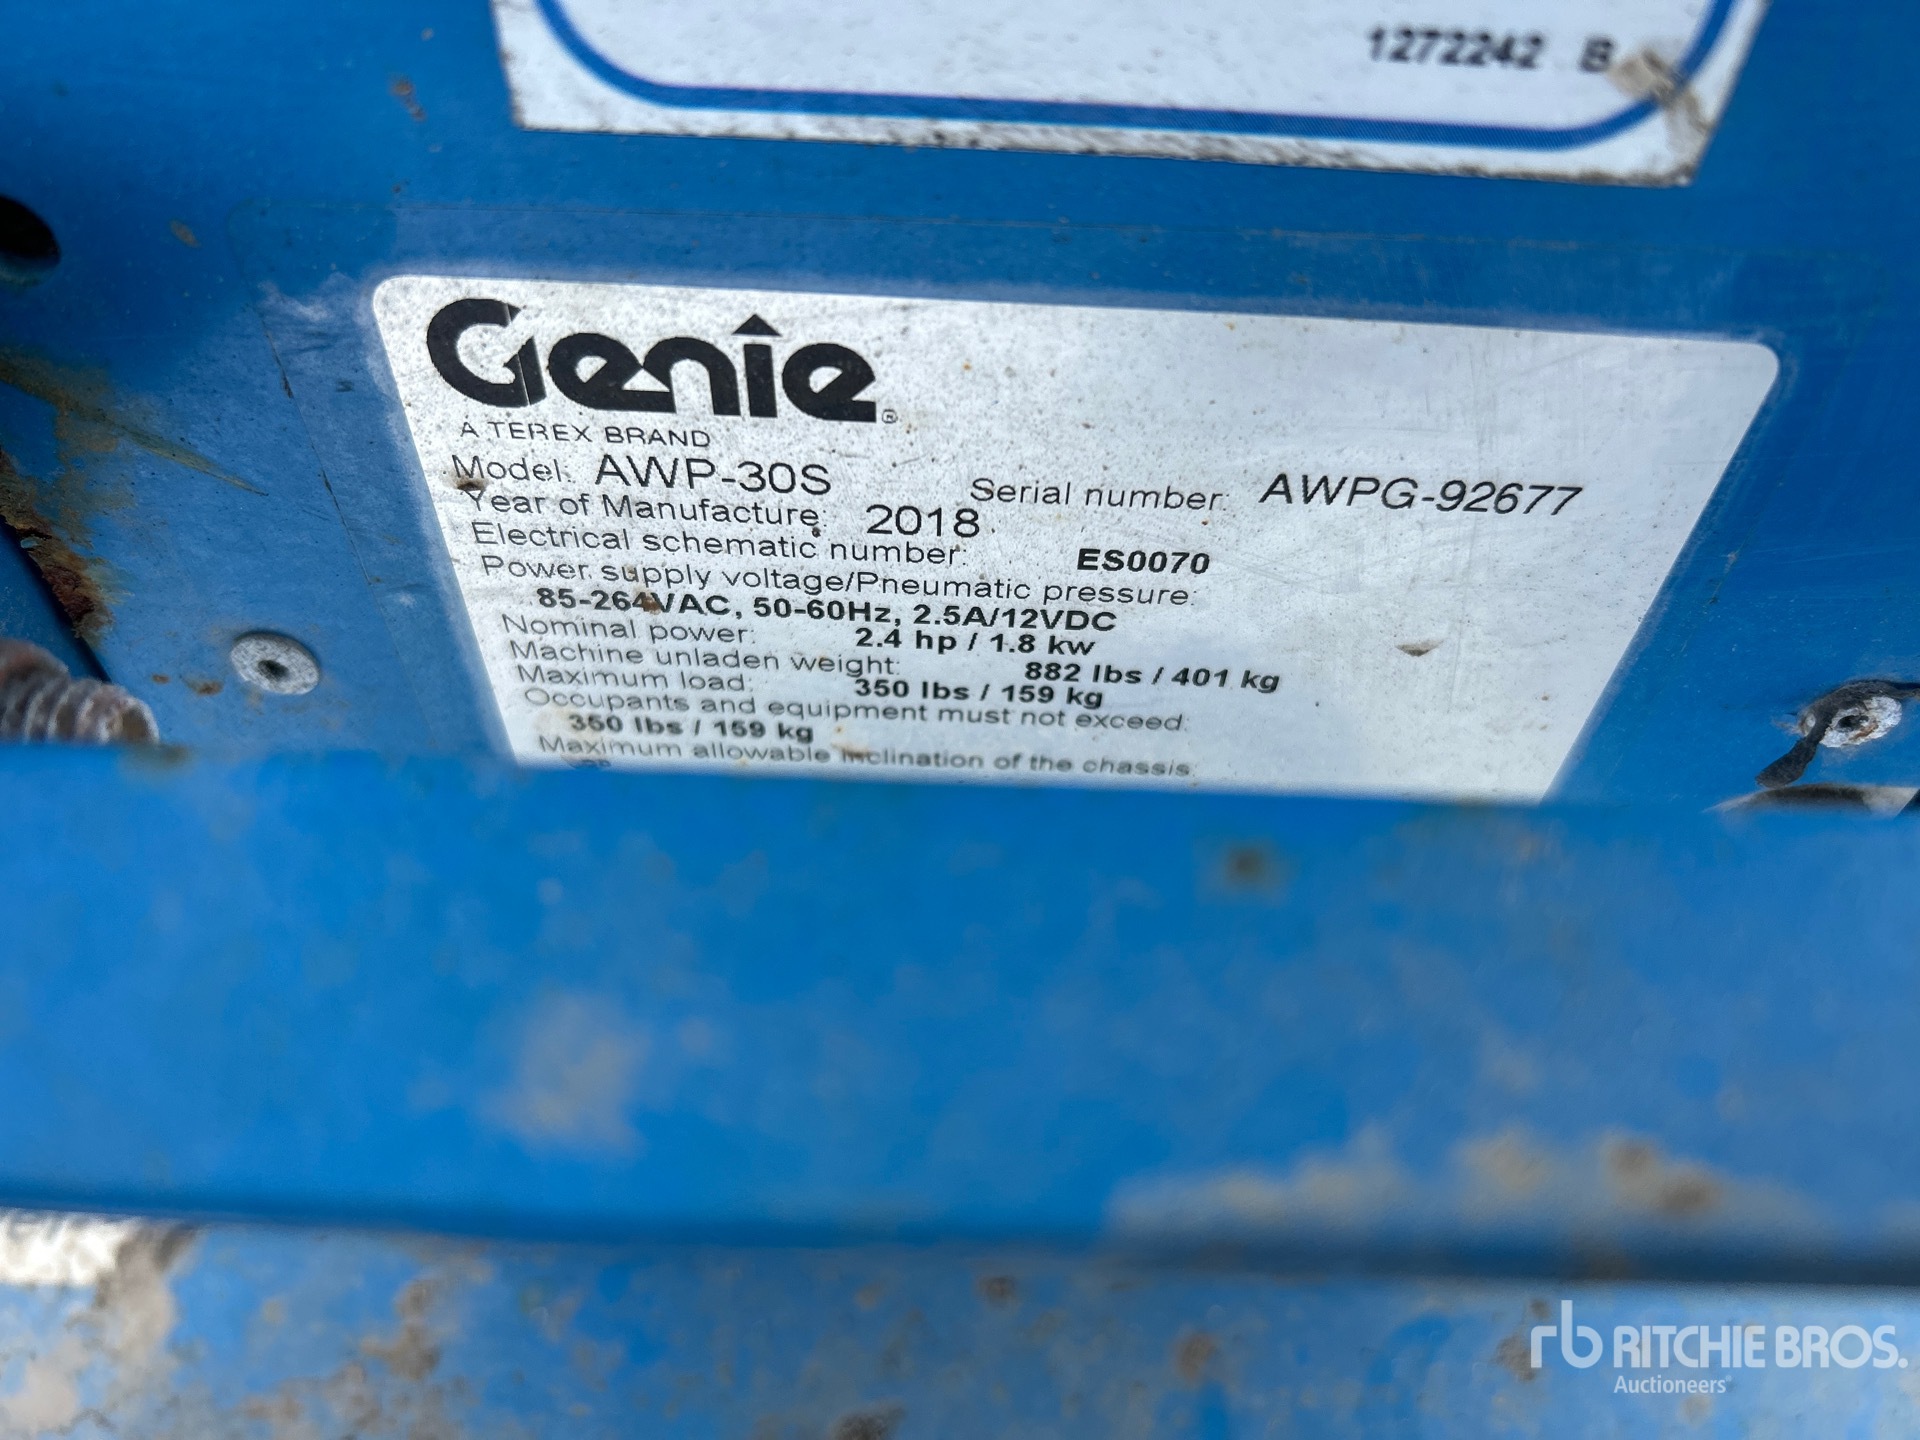 1272242 B
Genie®
A TEREX BRAND
Model: AWP-30S Serial number: AWPG-92677
Year of Manufacture: 2018
Electrical schematic number: ES0070
Power supply voltage/Pneumatic pressure:
85-264VAC, 50-60Hz, 2.5A/12VDC
Nominal power: 2.4 hp / 1.8 kw
Machine unladen weight: 882 lbs / 401 kg
Maximum load: 350 lbs / 159 kg
Occupants and equipment must not exceed:
350 lbs / 159 kg
Maximum allowable inclination of the chassis:
rb RITCHIE BROS.
Auctioneers